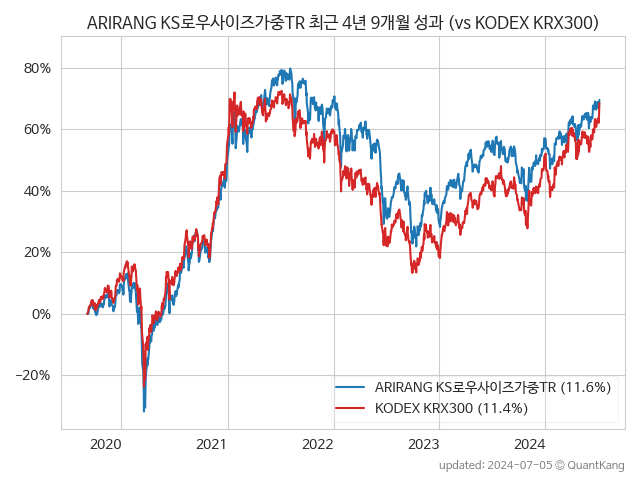 ARIRANG KS로우사이즈가중TR 최근 4년 9개월 성과 (vs KODEX KRX300)
80%
60%
40%
20%
0%
−20%
ARIRANG KS로우사이즈가중TR (11.6%)
KODEX KRX300 (11.4%)
2020 2021 2022 2023 2024
updated: 2024-07-05 © QuantKang